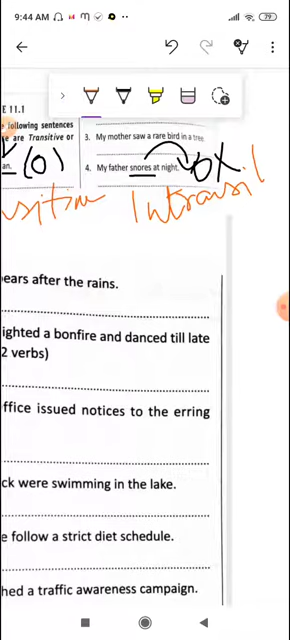 9:44 AM
79
E 11.1
e following sentences
e are Transitive or
3. My mother saw a rare bird in a tree.
an. (O)
4. My father snores at night. OX
sitive Intransi
ears after the rains.
ighted a bonfire and danced till late
2 verbs)
ffice issued notices to the erring
ck were swimming in the lake.
e follow a strict diet schedule.
hed a traffic awareness campaign.